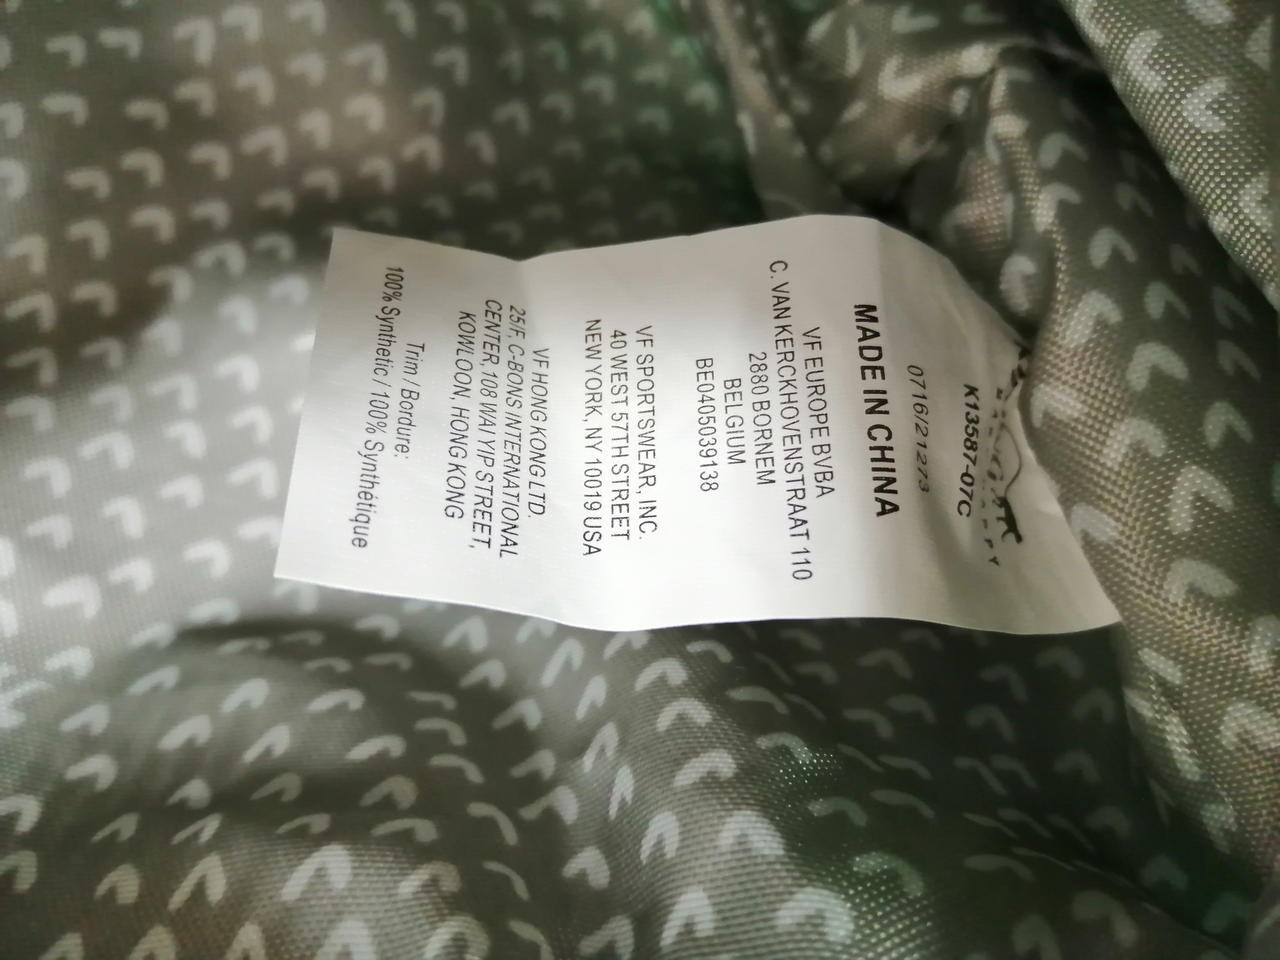 K13587-07C
0716/21273
MADE IN CHINA
VF EUROPE BVBA
C. VAN KERCKHOVENSTRAAT 110
2880 BORNEM
BELGIUM
BE0405039138
VF SPORTSWEAR, INC.
40 WEST 57TH STREET
NEW YORK, NY 10019 USA
VF HONG KONG LTD.
25/F, C-BONS INTERNATIONAL
CENTER, 108 WAI YIP STREET,
KOWLOON, HONG KONG
Trim / Bordure:
100% Synthetic / 100% Synthétique